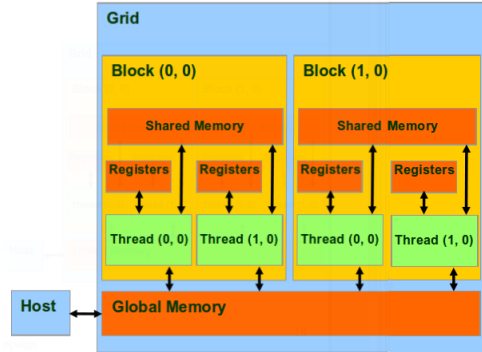 Grid
Block (0, 0)
Block (1, 0)
Shared Memory
Shared Memory
Registers
Registers
Registers
Registers
Thread (0, 0)
Thread (1, 0)
Thread (0, 0)
Thread (1, 0)
Host
Global Memory